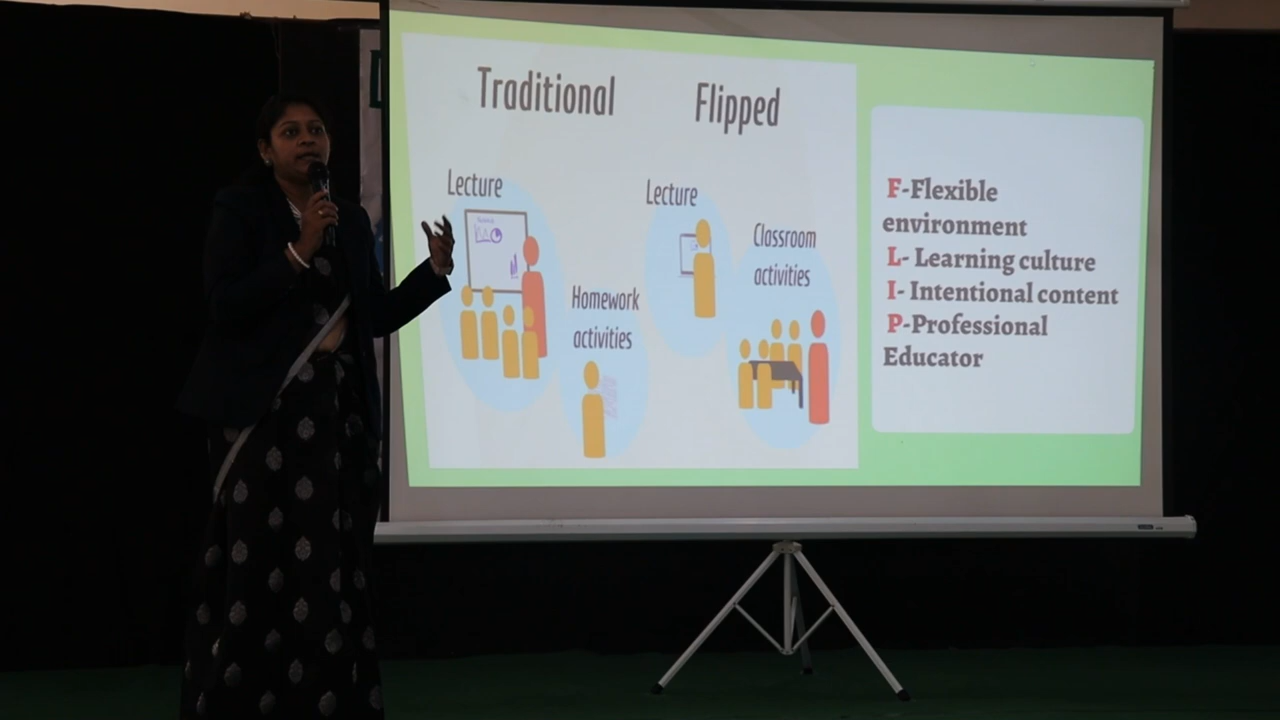 Traditional
Flipped
Lecture
Homework
activities
Lecture
Classroom
activities
F-Flexible
environment
L- Learning culture
I- Intentional content
P-Professional
Educator